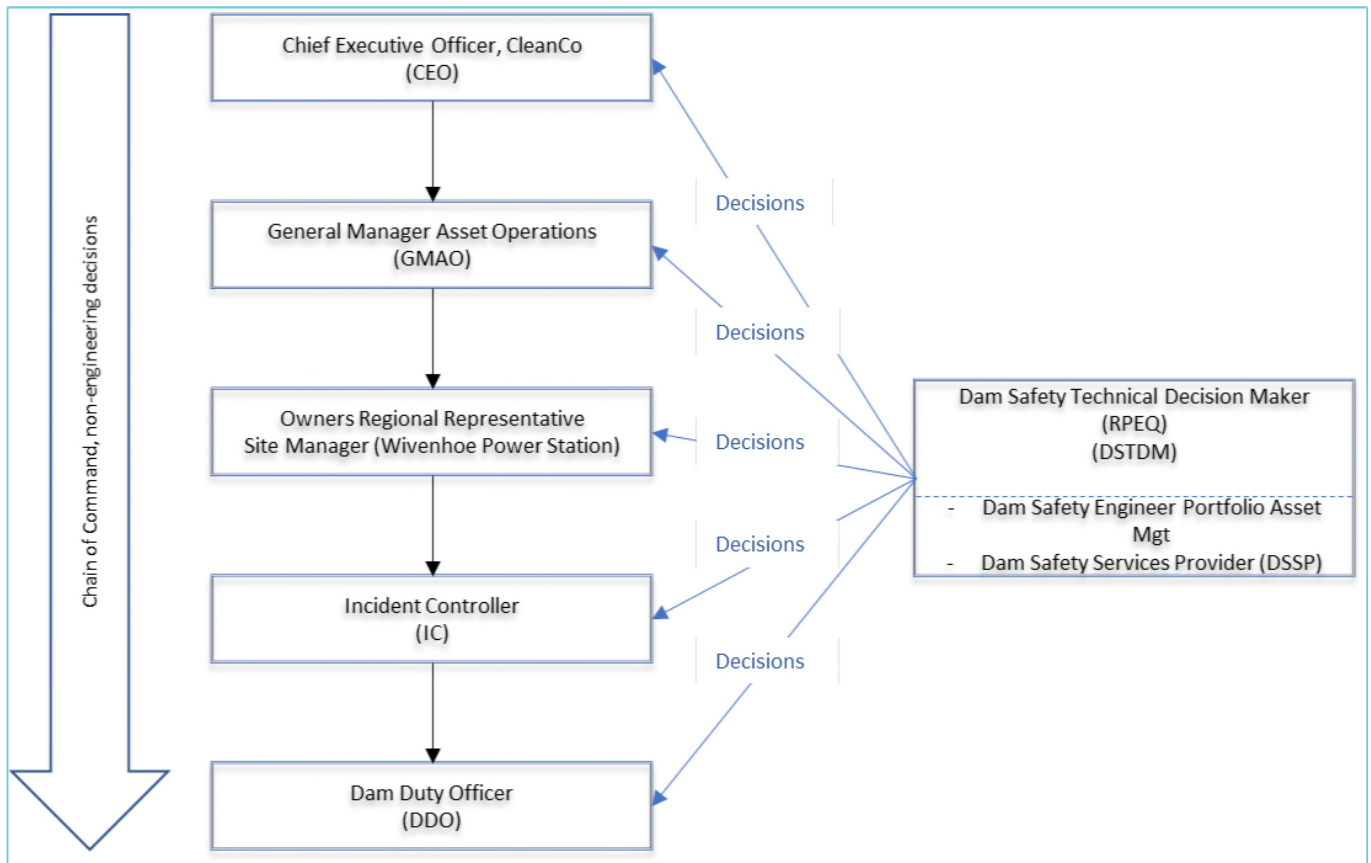 Chain of Command, non-engineering decisions
Chief Executive Officer, CleanCo
(CEO)
General Manager Asset Operations
(GMAO)
Owners Regional Representative
Site Manager (Wivenhoe Power Station)
Incident Controller
(IC)
Dam Duty Officer
(DDO)
Decisions
Decisions
Decisions
Decisions
Decisions
Dam Safety Technical Decision Maker
(RPEQ)
(DSTDM)
- Dam Safety Engineer Portfolio Asset
Mgt
- Dam Safety Services Provider (DSSP)